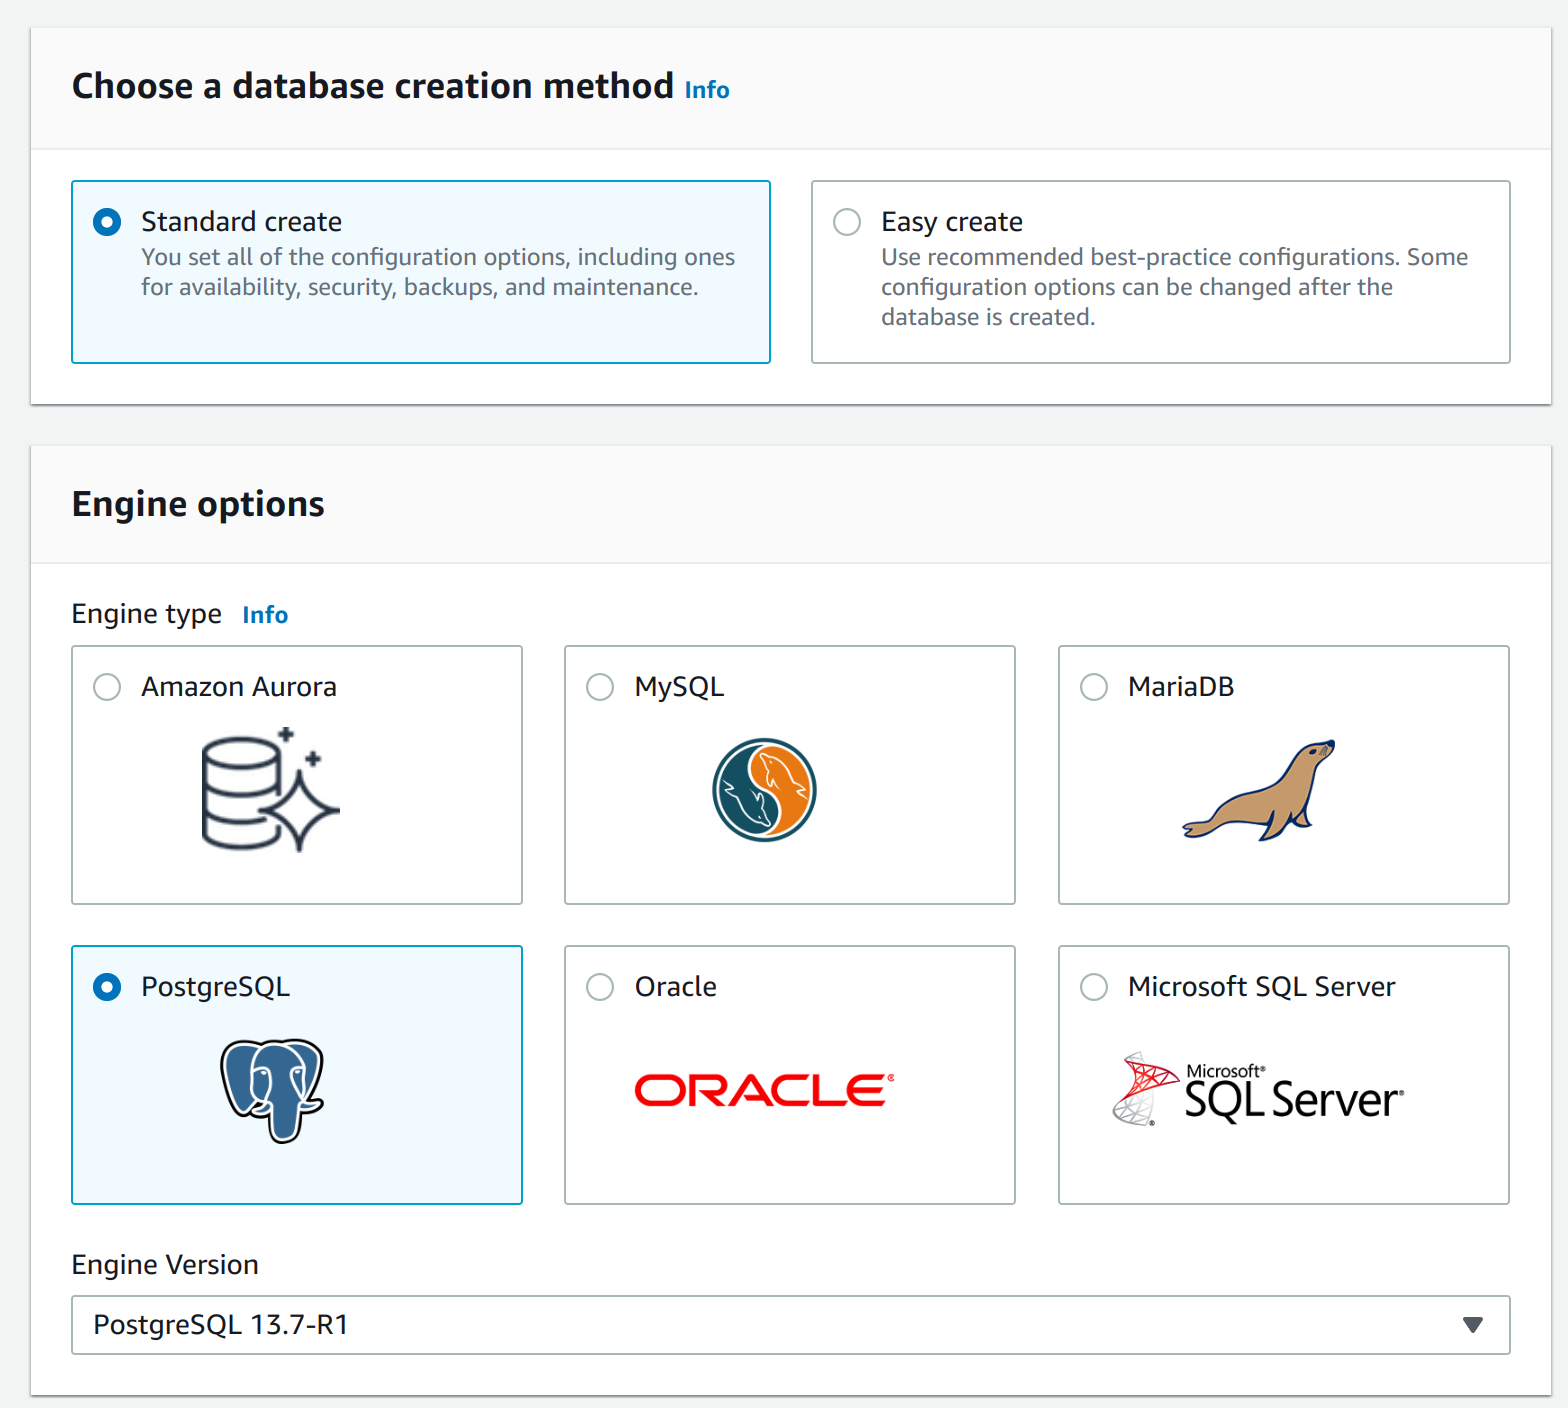 Choose a database creation method Info
Standard create
You set all of the configuration options, including ones
for availability, security, backups, and maintenance.
Easy create
Use recommended best-practice configurations. Some
configuration options can be changed after the
database is created.
Engine options
Engine type Info
Amazon Aurora
MySQL
MariaDB
PostgreSQL
Oracle
ORACLE®
Microsoft SQL Server
Microsoft®
SQL Server®
®
Engine Version
PostgreSQL 13.7-R1